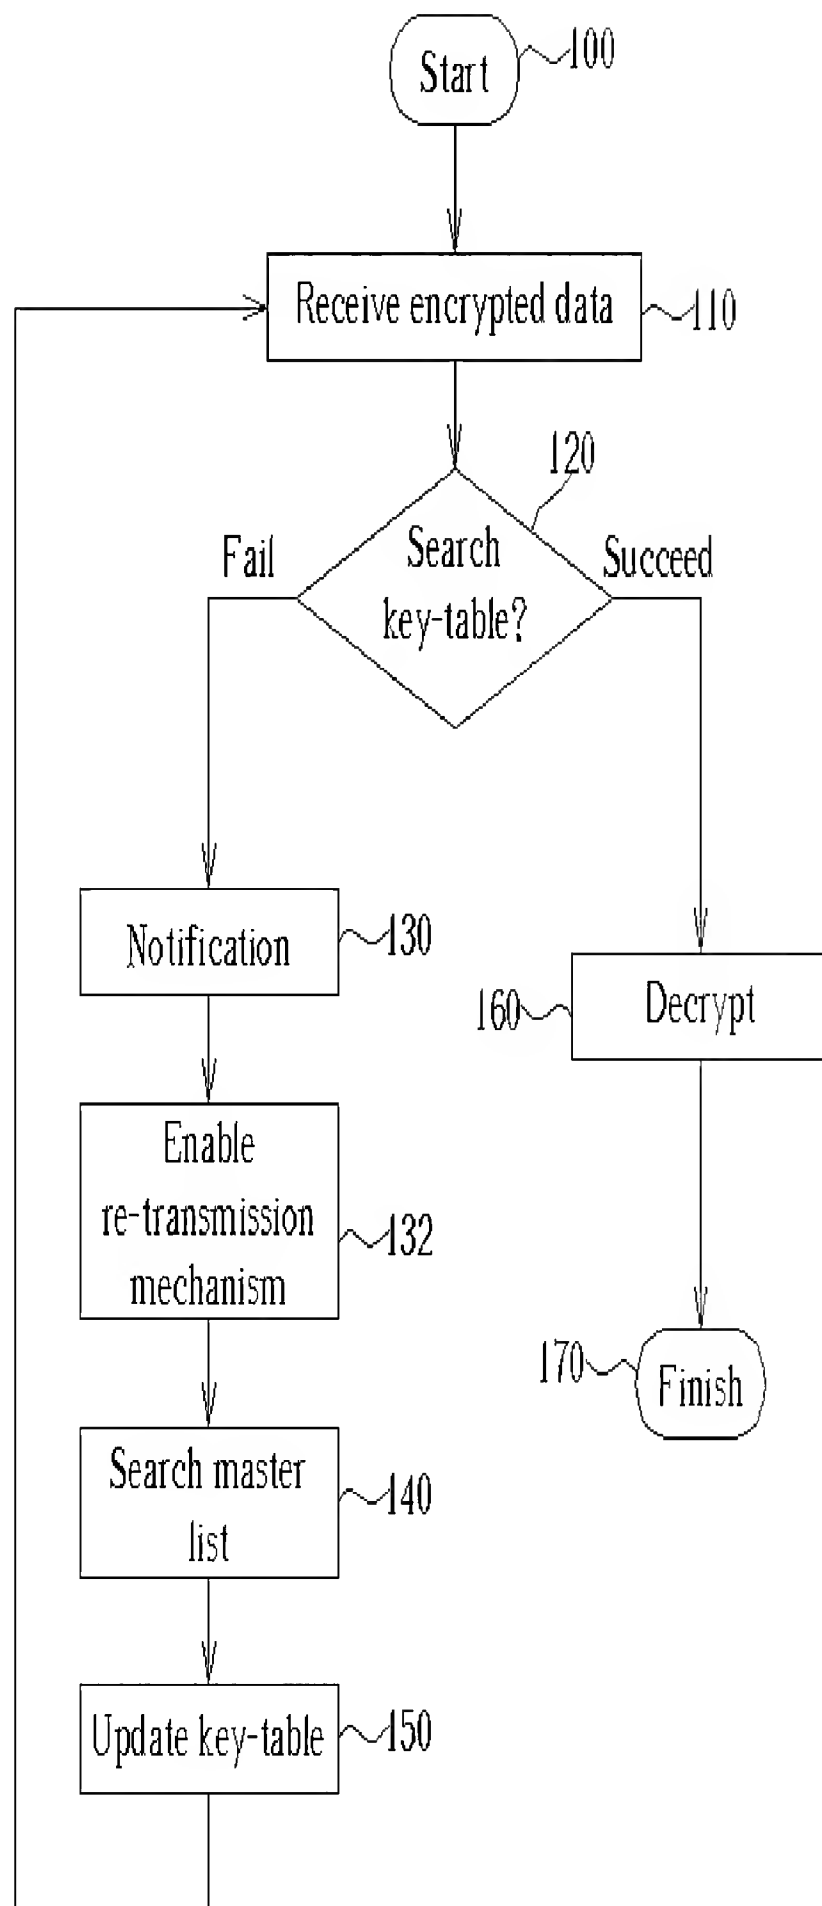 Start
100
Receive encrypted data
110
120
Fail
Search
key-table?
Succeed
Notification
130
160
Decrypt
Enable
re-transmission
mechanism
132
170
Finish
Search master
list
140
Update key-table
150